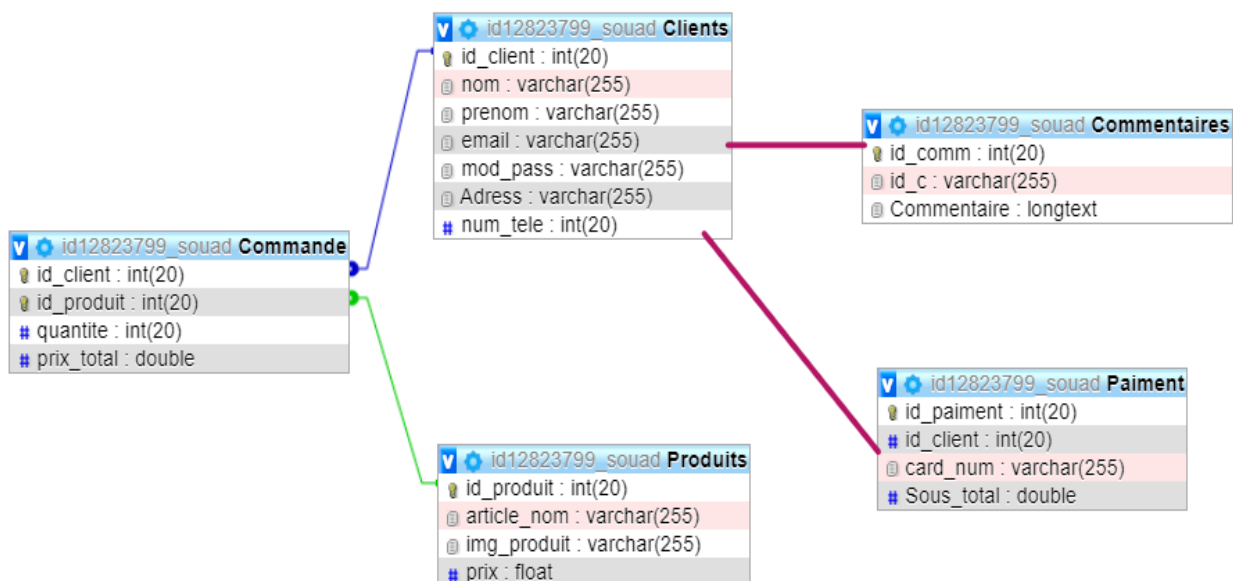 id12823799_souad Clients
id_client : int(20)
nom : varchar(255)
prenom : varchar(255)
email : varchar(255)
mod_pass : varchar(255)
Adress : varchar(255)
num_tele : int(20)
id12823799_souad Commentaires
id_comm : int(20)
id_c : varchar(255)
Commentaire : longtext
id12823799_souad Commande
id_client : int(20)
id_produit : int(20)
quantite : int(20)
prix_total : double
id12823799_souad Paiment
id_paiment : int(20)
id_client : int(20)
card_num : varchar(255)
Sous_total : double
id12823799_souad Produits
id_produit : int(20)
article_nom : varchar(255)
img_produit : varchar(255)
prix : float